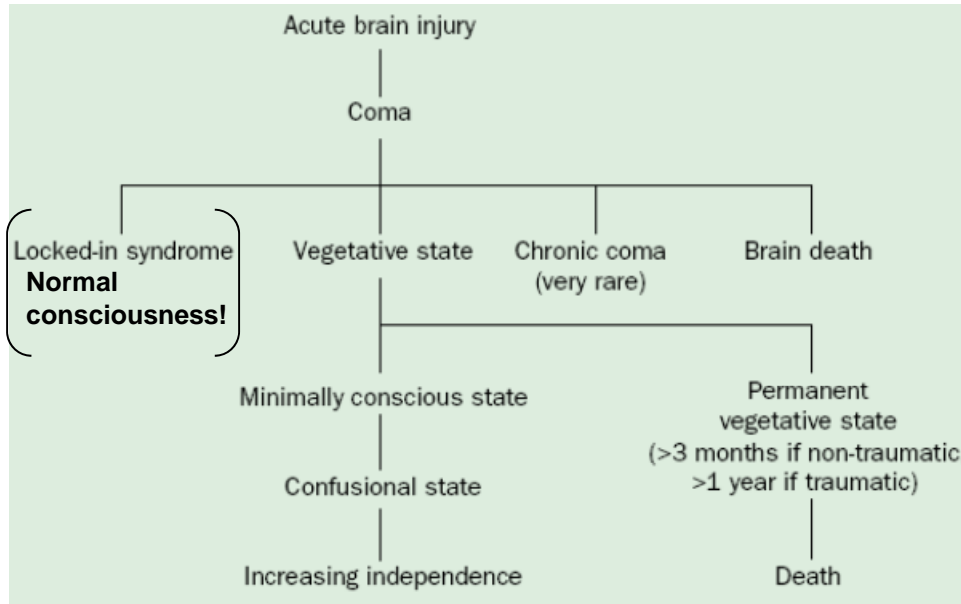 Acute brain injury
Coma
Locked-in syndrome
Normal
consciousness!
Vegetative state
Chronic coma
(very rare)
Brain death
Minimally conscious state
Permanent
vegetative state
(>3 months if non-traumatic
>1 year if traumatic)
Confusional state
Increasing independence
Death